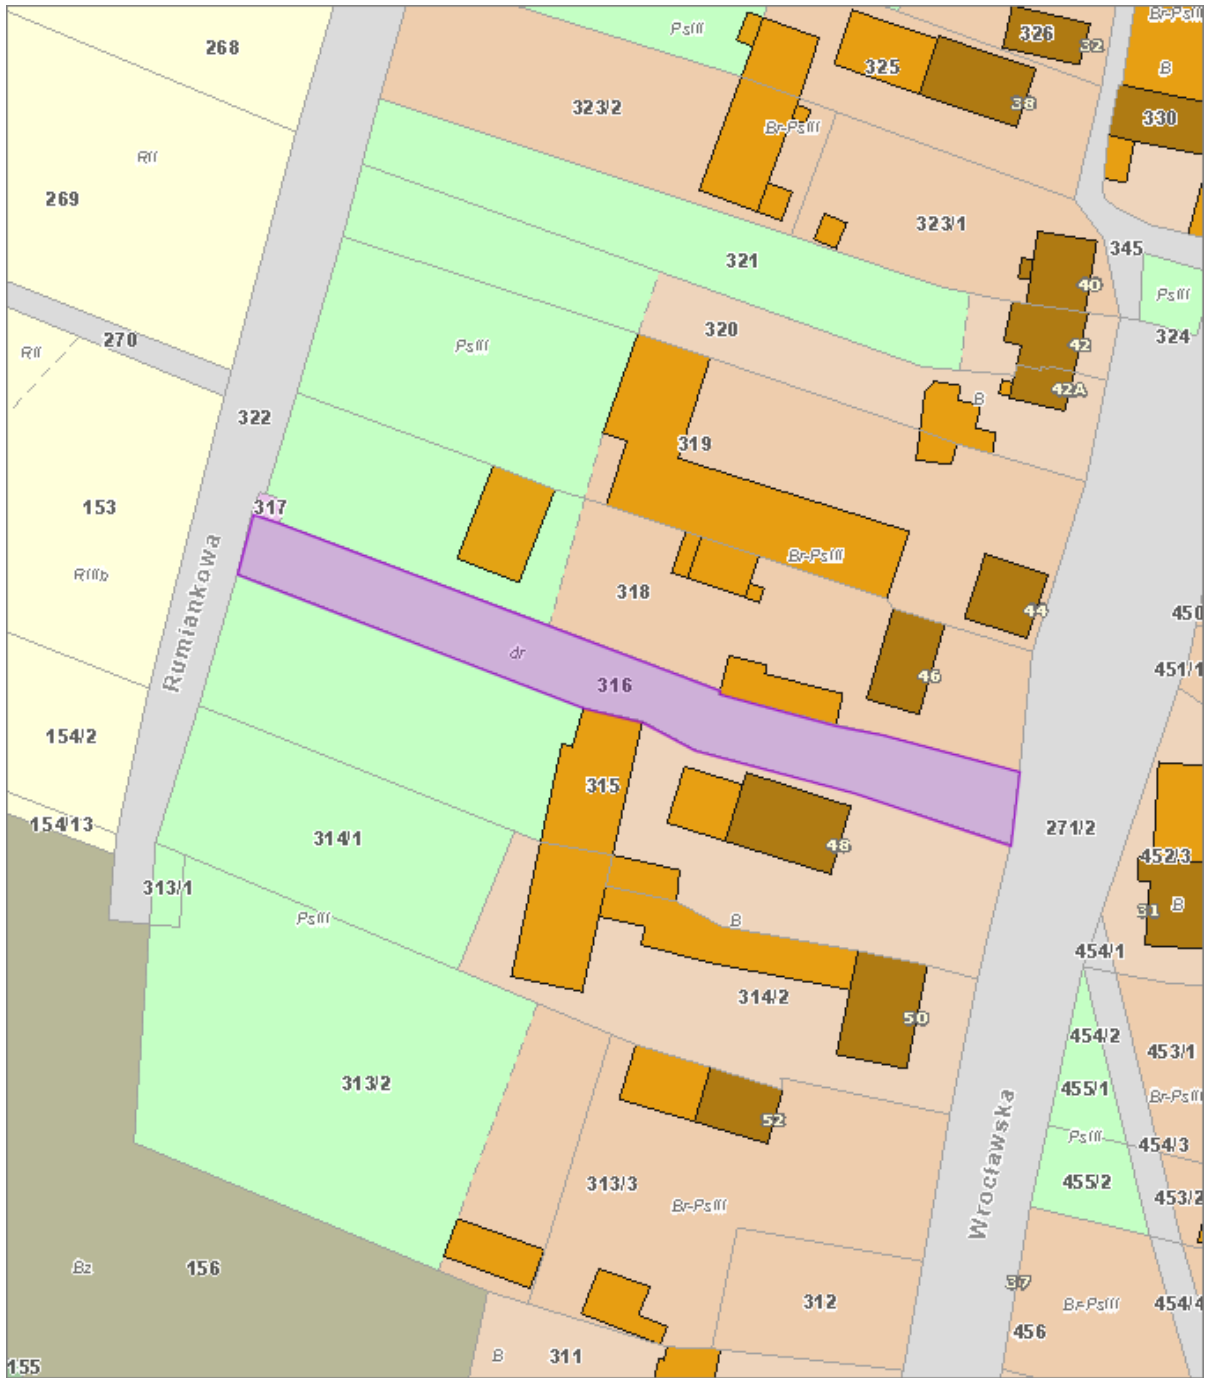 268
PsIII
326
32
Br-PsIII
B
325
38
330
323/2
Br-PsIII
RII
269
323/1
345
321
40
PsIII
270
320
324
RII
PsIII
42
42A
B
322
319
317
153
Br-PsIII
RIIIb
318
44
450
Rumiankowa
dr
316
46
451/1
154/2
315
154/13
314/1
48
271/2
452/3
313/1
PsIII
B
31
B
454/1
314/2
50
454/2
453/1
313/2
455/1
Br-PsIII
52
PsIII
454/3
Wrocławska
313/3
Br-PsIII
455/2
453/2
Bz
156
37
312
Br-PsIII
454/4
456
155
B
311